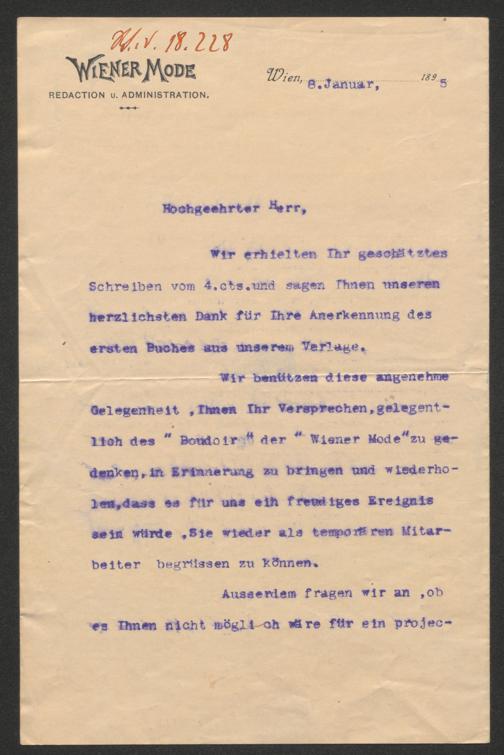 H.I.N. 18.228
WIENER MODE
REDACTION U. ADMINISTRATION.
Wien, 8.Januar, 1895
Hochgeehrter Herr,
Wir erhielten Ihr geschätztes
Schreiben vom 4.cts.und sagen Ihnen unseren
herzlichsten Dank für Ihre Anerkennung des
ersten Buches aus unserem Verlage.
Wir benützen diese angenehme
Gelegenheit ,Ihnen Ihr Versprechen,gelegent-
lich des " Boudoir " der " Wiener Mode"zu ge-
denken,in Erinnerung zu bringen und wiederho-
len,dass es für uns eih freudiges Ereignis
sein würde ,Sie wieder als temporären Mitar-
beiter begrüssen zu können.
Ausserdem fragen wir an ,ob
es Ihnen nicht möglich wäre für ein projec-